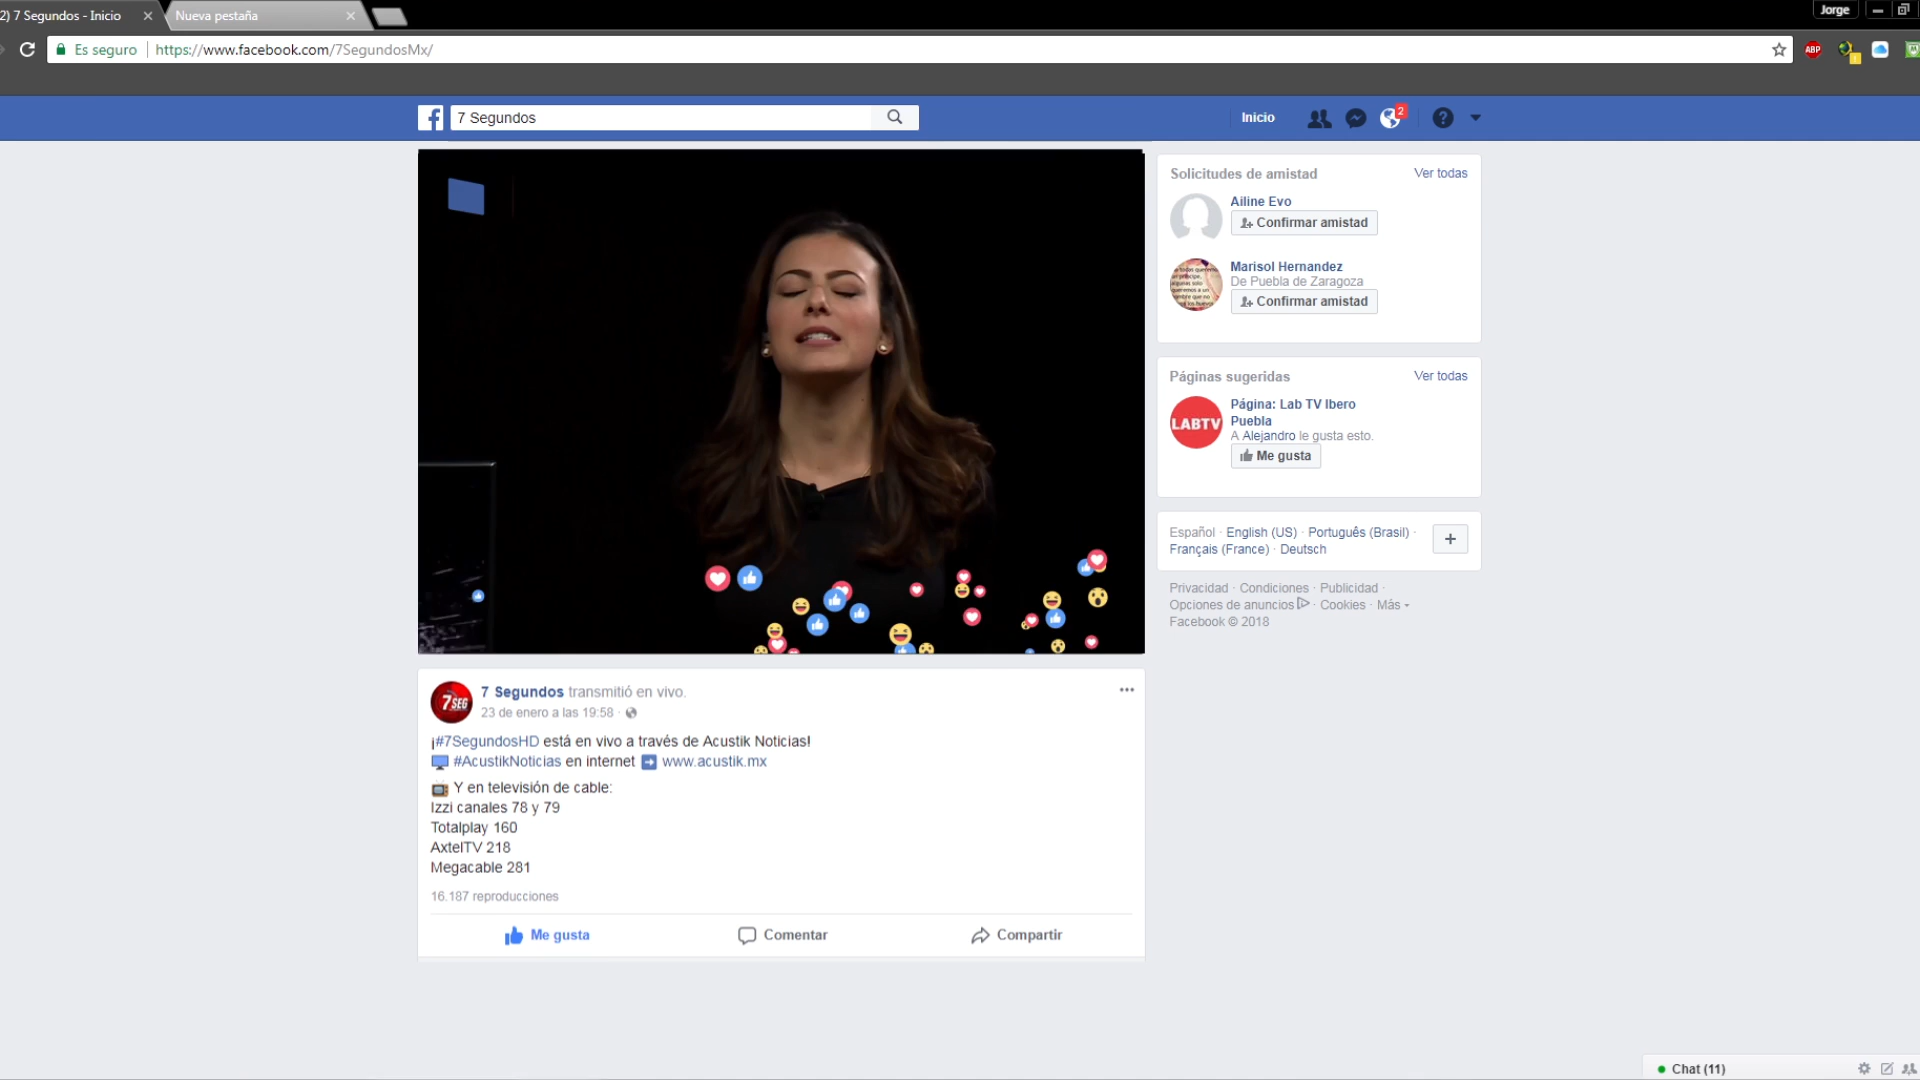 2) 7 Segundos - Inicio
Nueva pestaña
Jorge
Es seguro
https://www.facebook.com/7SegundosMx/
ABP
7 Segundos
Inicio
2
Solicitudes de amistad
Ver todas
Ailine Evo
Confirmar amistad
Marisol Hernandez
De Puebla de Zaragoza
Confirmar amistad
Páginas sugeridas
Ver todas
LABTV
Página: Lab TV Ibero
Puebla
A Alejandro le gusta esto.
Me gusta
Español · English (US) · Português (Brasil) ·
Français (France) · Deutsch
Privacidad · Condiciones · Publicidad ·
Opciones de anuncios · Cookies · Más
Facebook © 2018
7SEG
7 Segundos transmitió en vivo.
23 de enero a las 19:58 ·
¡#7SegundosHD está en vivo a través de Acustik Noticias!
#AcustikNoticias en internet ➡ www.acustik.mx
Y en televisión de cable:
Izzi canales 78 y 79
Totalplay 160
AxtelTV 218
Megacable 281
16.187 reproducciones
Me gusta
Comentar
Compartir
Chat (11)